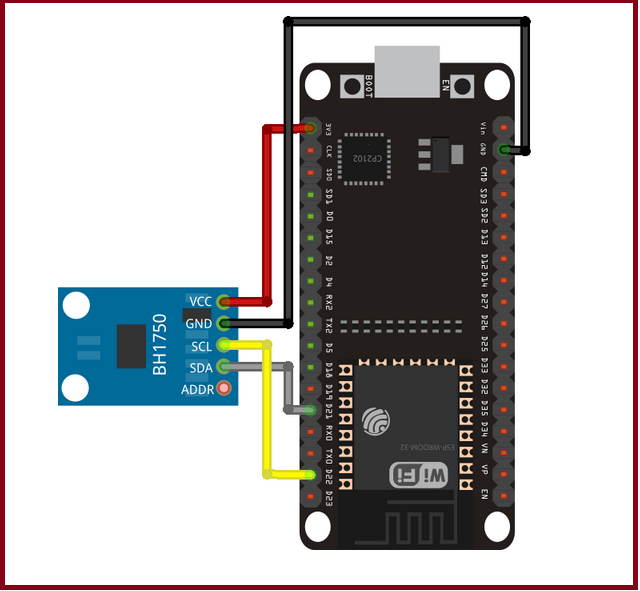 BOOT
EN
3V3
CLK
SD0
SD1
D0
D15
D2
D4
RX2
TX2
D5
D18
D19
D21
RX0
TX0
D22
D23
Vin
GND
CMD
SD3
SD2
D13
D12
D14
D27
D26
D25
D33
D32
D35
D34
VN
VP
EN
CP2102
ESP-WROOM-32
WiFi
VCC
GND
SCL
SDA
ADDR
BH1750